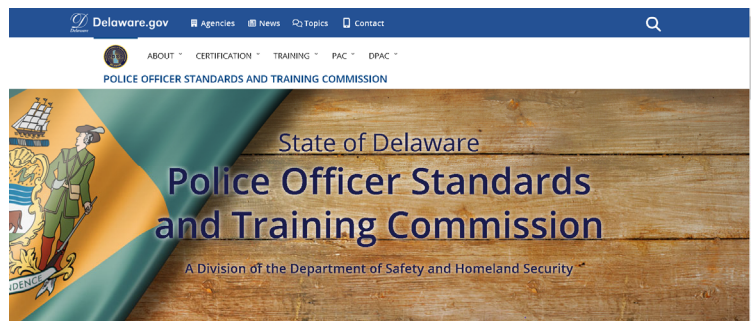 Delaware.gov Agencies News Topics Contact
ABOUT CERTIFICATION TRAINING PAC DPAC
POLICE OFFICER STANDARDS AND TRAINING COMMISSION
State of Delaware
Police Officer Standards
and Training Commission
A Division of the Department of Safety and Homeland Security
DENCE